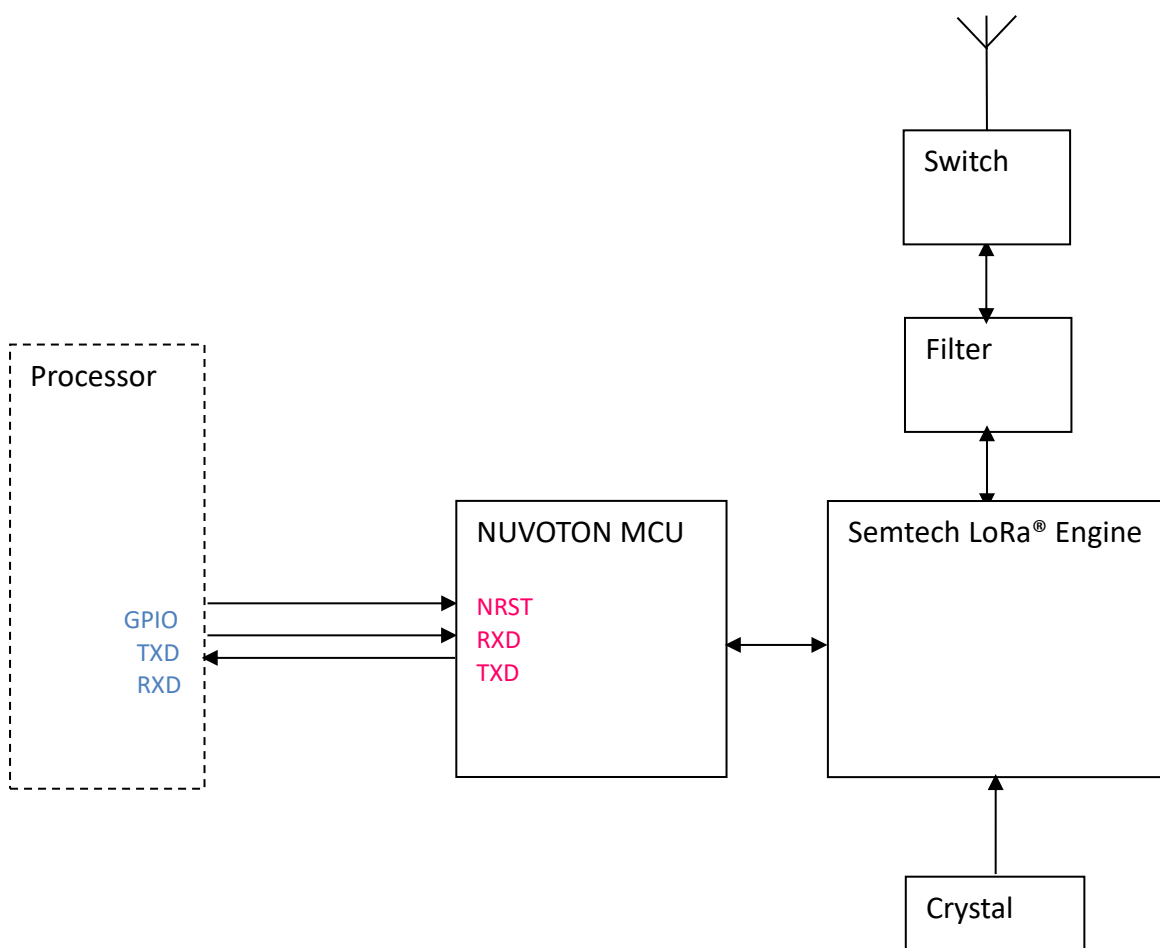 Switch
Filter
Processor
GPIO
TXD
RXD
NUVOTON MCU
NRST
RXD
TXD
Semtech LoRa® Engine
Crystal